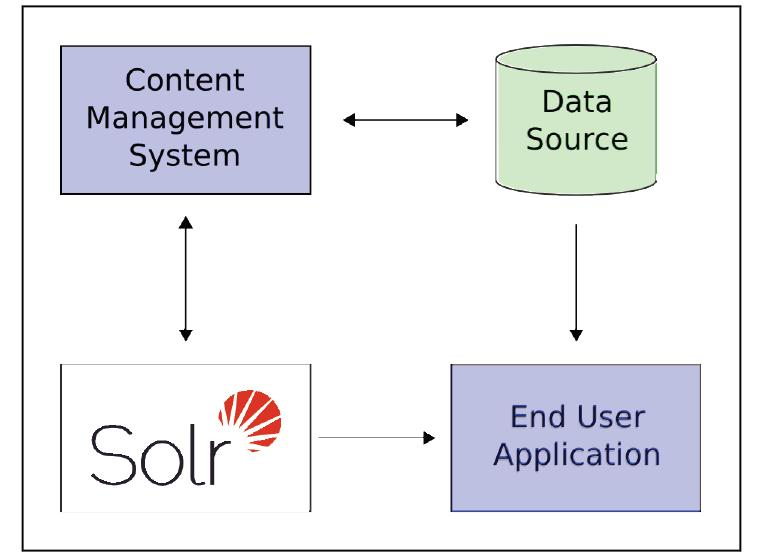 Content
Management
System
Data
Source
Solr
End User
Application